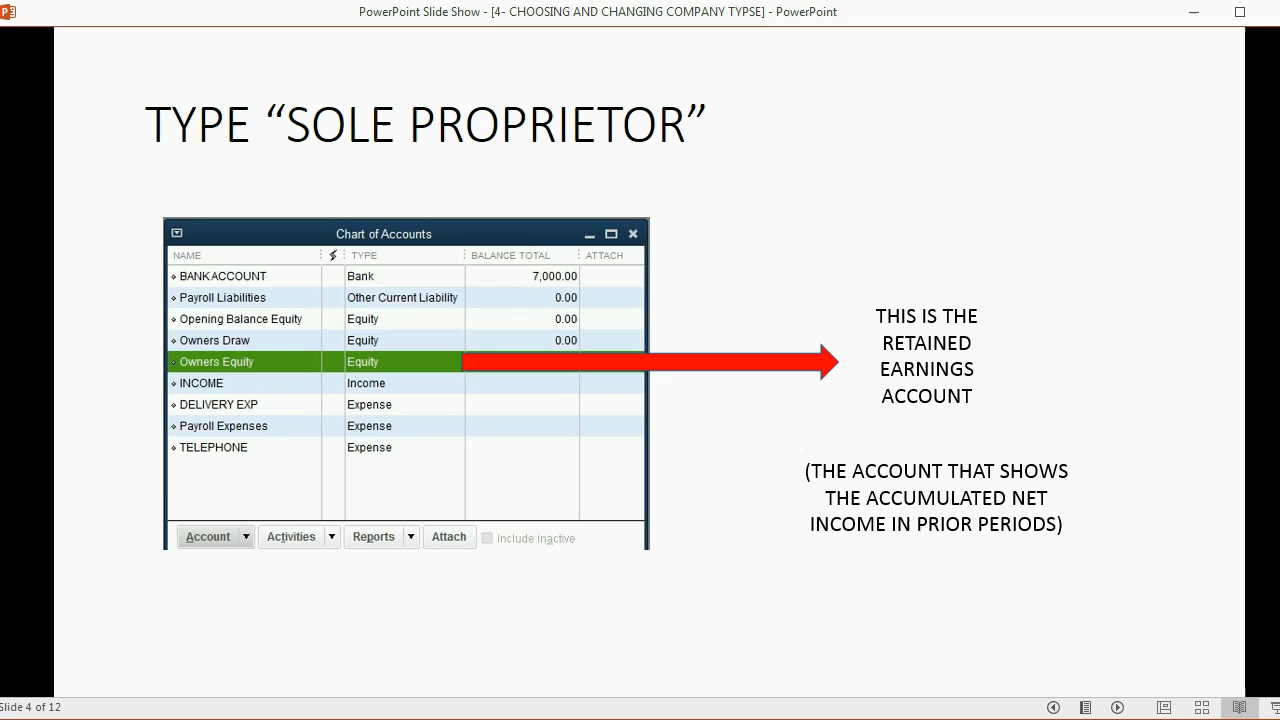 PowerPoint Slide Show - [4- CHOOSING AND CHANGING COMPANY TYPSE] - PowerPoint
TYPE “SOLE PROPRIETOR”
Chart of Accounts
NAME TYPE BALANCE TOTAL ATTACH
BANK ACCOUNT Bank 7,000.00
Payroll Liabilities Other Current Liability 0.00
Opening Balance Equity Equity 0.00
Owners Draw Equity 0.00
Owners Equity Equity
INCOME Income
DELIVERY EXP Expense
Payroll Expenses Expense
TELEPHONE Expense
Account Activities Reports Attach Include inactive
THIS IS THE
RETAINED
EARNINGS
ACCOUNT
(THE ACCOUNT THAT SHOWS
THE ACCUMULATED NET
INCOME IN PRIOR PERIODS)
Slide 4 of 12